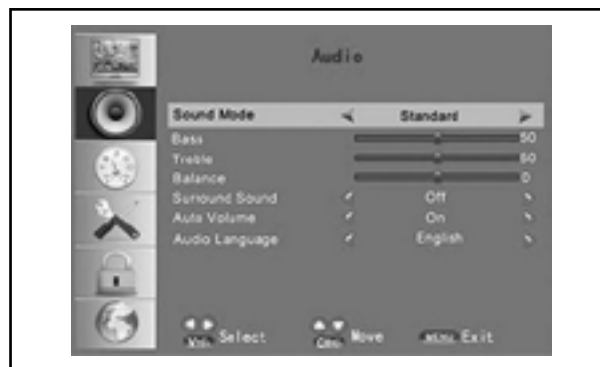 Audio
Sound Mode Standard
Bass 50
Treble 50
Balance 0
Surround Sound Off
Auto Volume On
Audio Language English
Select Move MENU Exit